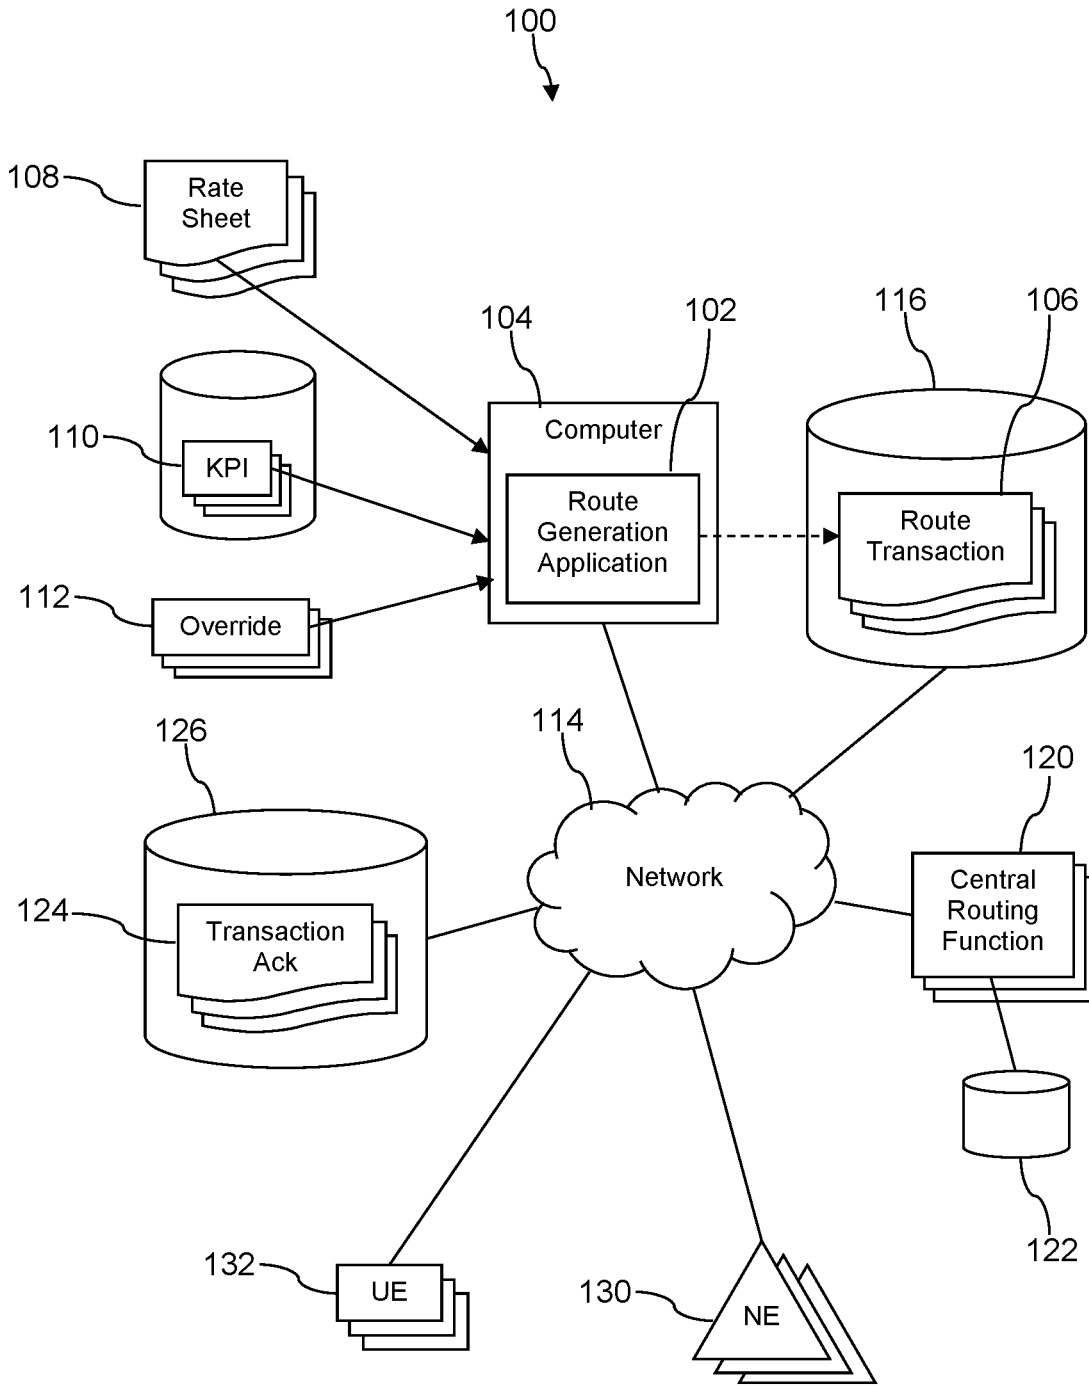 100
108
Rate
Sheet
116
106
104
102
Computer
110
KPI
Route
Generation
Application
Route
Transaction
112
Override
126
114
120
Network
Central
Routing
Function
124
Transaction
Ack
122
132
UE
130
NE